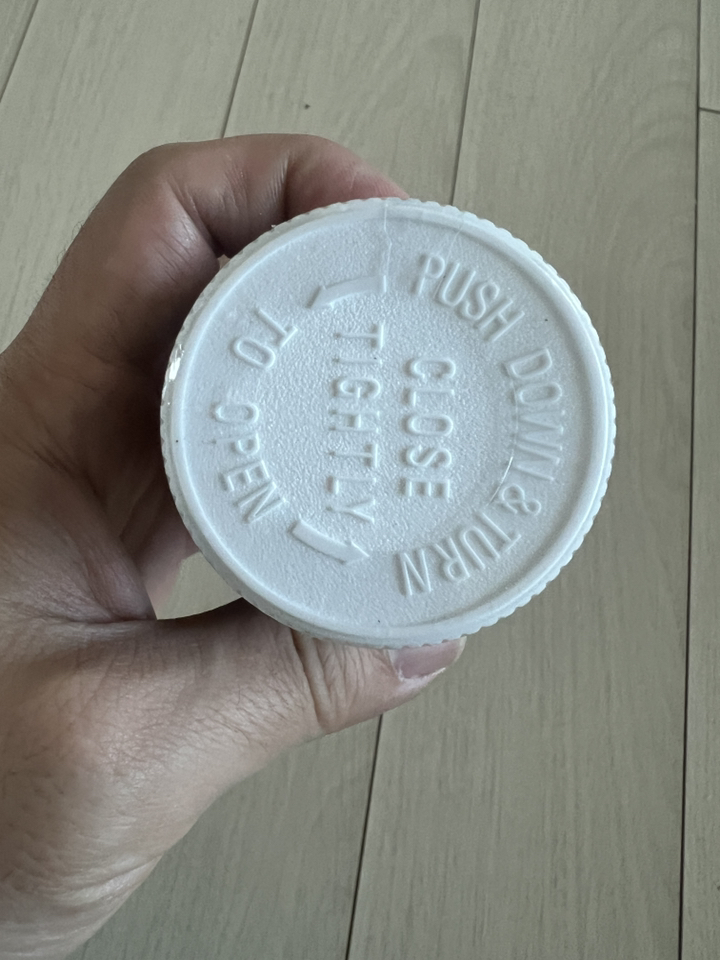 PUSH DOWN & TURN
TO OPEN
CLOSE
TIGHTLY